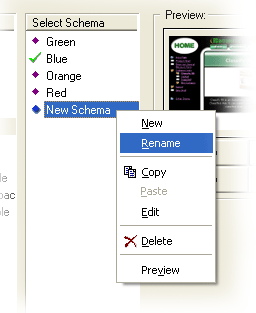 Select Schema
Preview:
Green
Blue
Orange
Red
New Schema
HOME
New
Rename
Copy
Paste
Edit
Delete
Preview